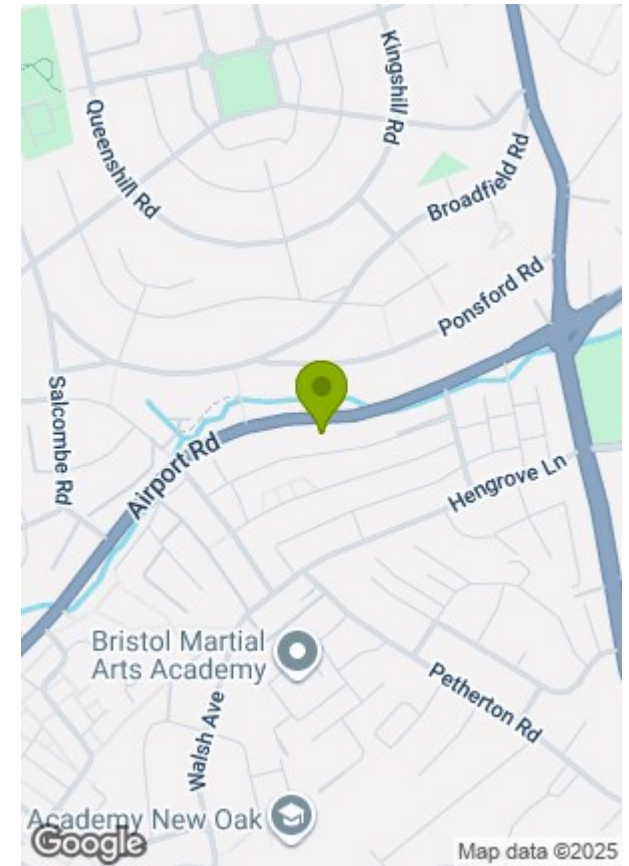 Kingshill Rd
Queenshill Rd
Broadfield Rd
Ponsford Rd
Salcombe Rd
Airport Rd
Hengrove Ln
Bristol Martial
Arts Academy
Petherton Rd
Walsh Ave
Academy New Oak
Google
Map data ©2025